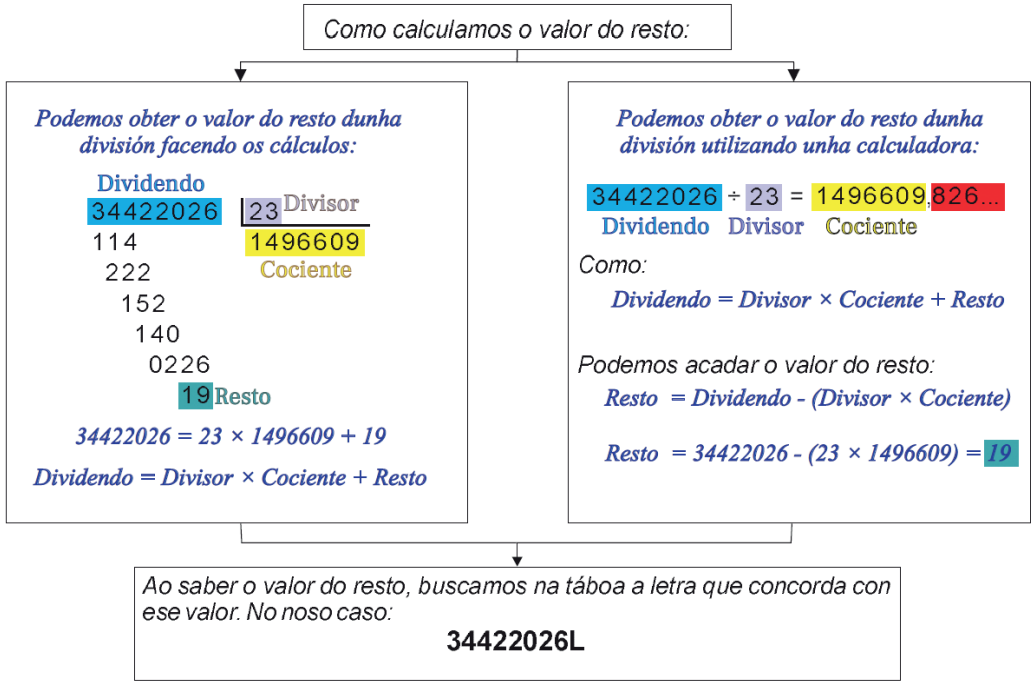 Como calculamos o valor do resto:
Podemos obter o valor do resto dunha
división facendo os cálculos:
Dividendo
34422026 23 Divisor
114 1496609
222 Cociente
152
140
0226
19 Resto
34422026 = 23 × 1496609 + 19
Dividendo = Divisor × Cociente + Resto
Podemos obter o valor do resto dunha
división utilizando unha calculadora:
34422026 ÷ 23 = 1496609,826...
Dividendo Divisor Cociente
Como:
Dividendo = Divisor × Cociente + Resto
Podemos acadar o valor do resto:
Resto = Dividendo - (Divisor × Cociente)
Resto = 34422026 - (23 × 1496609) = 19
Ao saber o valor do resto, buscamos na táboa a letra que concorda con
ese valor. No noso caso:
34422026L